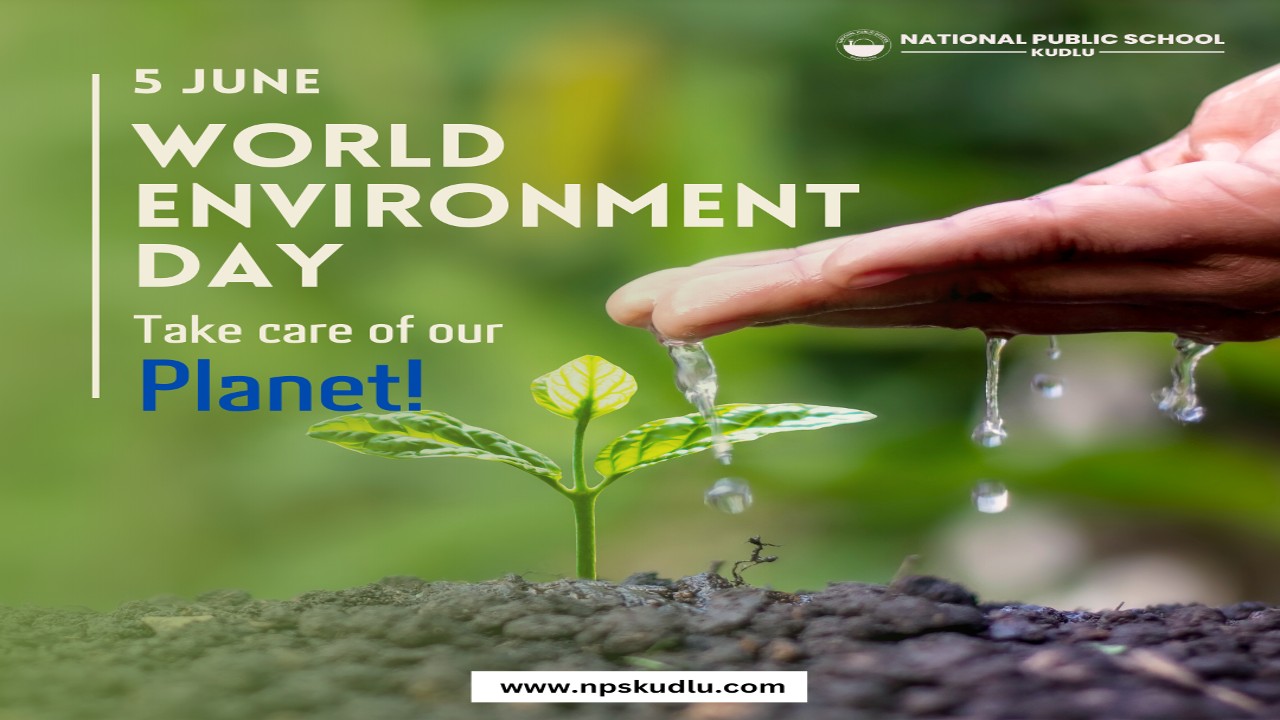 NATIONAL PUBLIC SCHOOL
KUDLU
5 JUNE
WORLD
ENVIRONMENT
DAY
Take care of our
Planet!
www.npskudlu.com